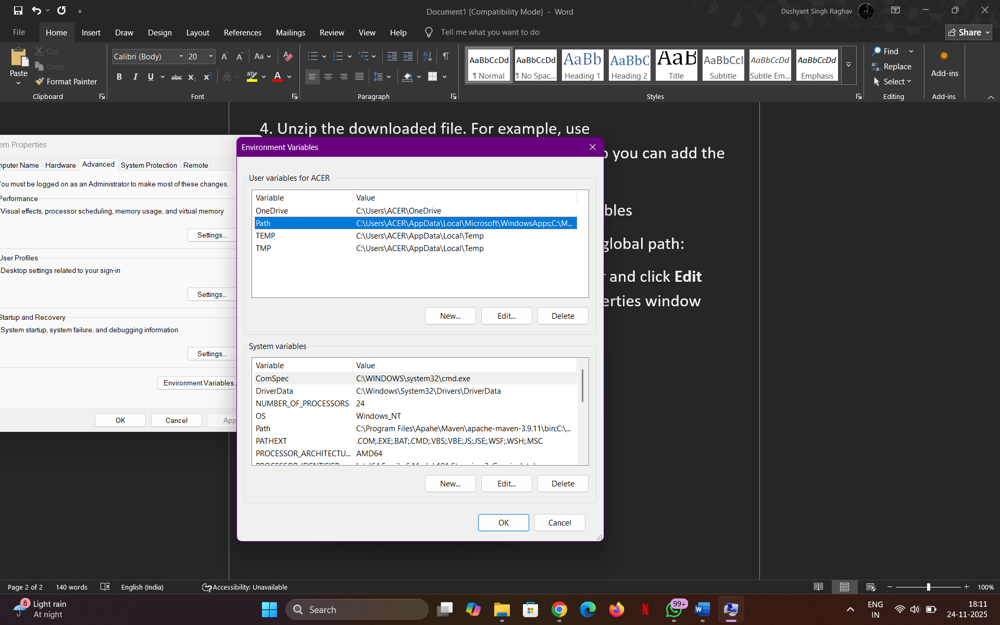 Document1 [Compatibility Mode] - Word
Dushyant Singh Raghav
File Home Insert Draw Design Layout References Mailings Review View Help Tell me what you want to do
Share
Paste
Cut
Copy
Format Painter
Clipboard
Calibri (Body) 20
Font
Paragraph
AaBbCcDd AaBbCcDd AaBb AaBbC AaB AaBbCcl AaBbCcDd AaBbCcDd
¶ Normal ¶ No Spac... Heading 1 Heading 2 Title Subtitle Subtle Em... Emphasis
Styles
Find
Replace
Select
Editing
Add-ins
Add-ins
4. Unzip the downloaded file. For example, use
you can add the
bles
global path:
and click Edit
erties window
em Properties
mputer Name Hardware Advanced System Protection Remote
You must be logged on as an Administrator to make most of these changes.
Performance
Visual effects, processor scheduling, memory usage, and virtual memory
Settings...
User Profiles
Desktop settings related to your sign-in
Settings...
Startup and Recovery
System startup, system failure, and debugging information
Settings...
Environment Variables..
OK Cancel App
Environment Variables
User variables for ACER
Variable Value
OneDrive C:\Users\ACER\OneDrive
Path C:\Users\ACER\AppData\Local\Microsoft\WindowsApps;C:\M...
TEMP C:\Users\ACER\AppData\Local\Temp
TMP C:\Users\ACER\AppData\Local\Temp
New... Edit... Delete
System variables
Variable Value
ComSpec C:\WINDOWS\system32\cmd.exe
DriverData C:\Windows\System32\Drivers\DriverData
NUMBER_OF_PROCESSORS 24
OS Windows_NT
Path C:\Program Files\Apahe\Maven\apache-maven-3.9.11\bin;C:\...
PATHEXT .COM;.EXE;.BAT;.CMD;.VBS;.VBE;.JS;.JSE;.WSF;.WSH;.MSC
PROCESSOR_ARCHITECTU... AMD64
New... Edit... Delete
OK Cancel
Page 2 of 2 140 words English (India) Accessibility: Unavailable 100%
8
Light rain
At night
Search
99+
ENG
IN
18:11
24-11-2025